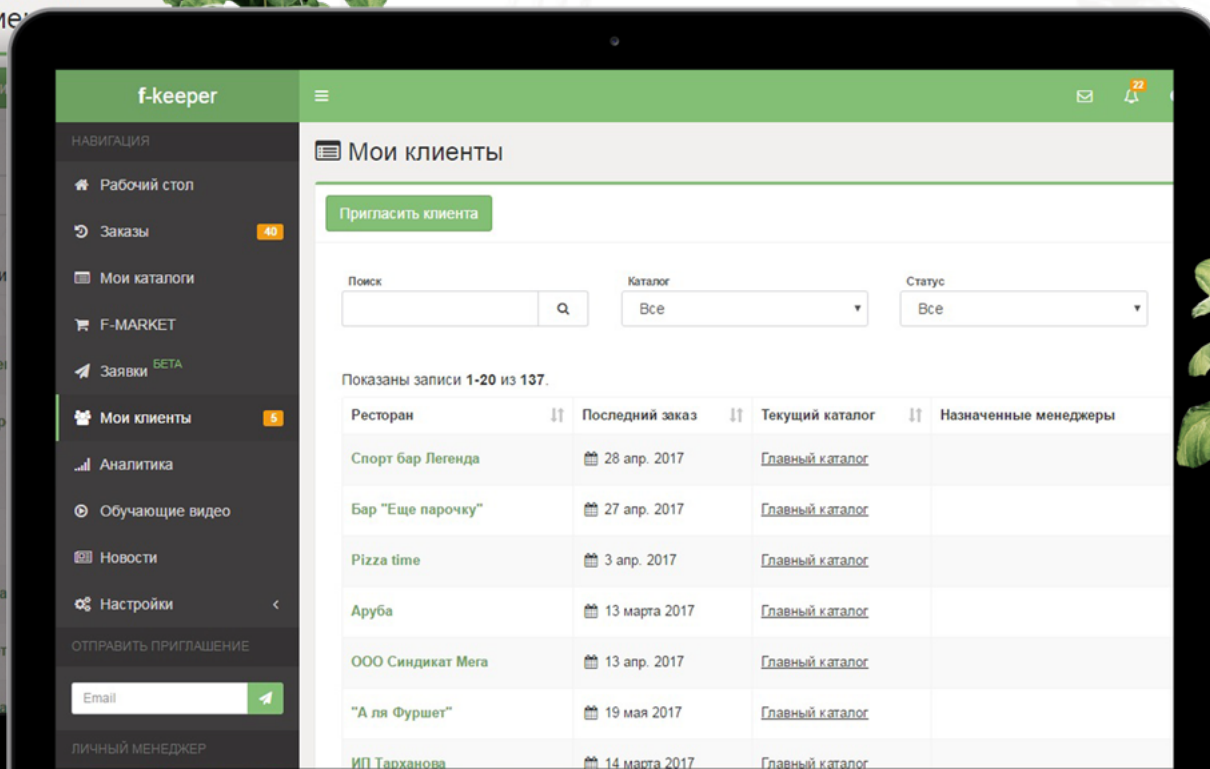 f-keeper
22
НАВИГАЦИЯ
Рабочий стол
Заказы 40
Мои каталоги
F-MARKET
Заявки БЕТА
Мои клиенты 5
Аналитика
Обучающие видео
Новости
Настройки
ОТПРАВИТЬ ПРИГЛАШЕНИЕ
Email
ЛИЧНЫЙ МЕНЕДЖЕР
Мои клиенты
Пригласить клиента
Поиск Каталог Статус
Все Все
Показаны записи 1-20 из 137.
Ресторан Последний заказ Текущий каталог Назначенные менеджеры
Спорт бар Легенда 28 апр. 2017 Главный каталог
Бар "Еще парочку" 27 апр. 2017 Главный каталог
Pizza time 3 апр. 2017 Главный каталог
Аруба 13 марта 2017 Главный каталог
ООО Синдикат Мега 13 апр. 2017 Главный каталог
"А ля Фуршет" 19 мая 2017 Главный каталог
ИП Тарханова 14 марта 2017 Главный каталог